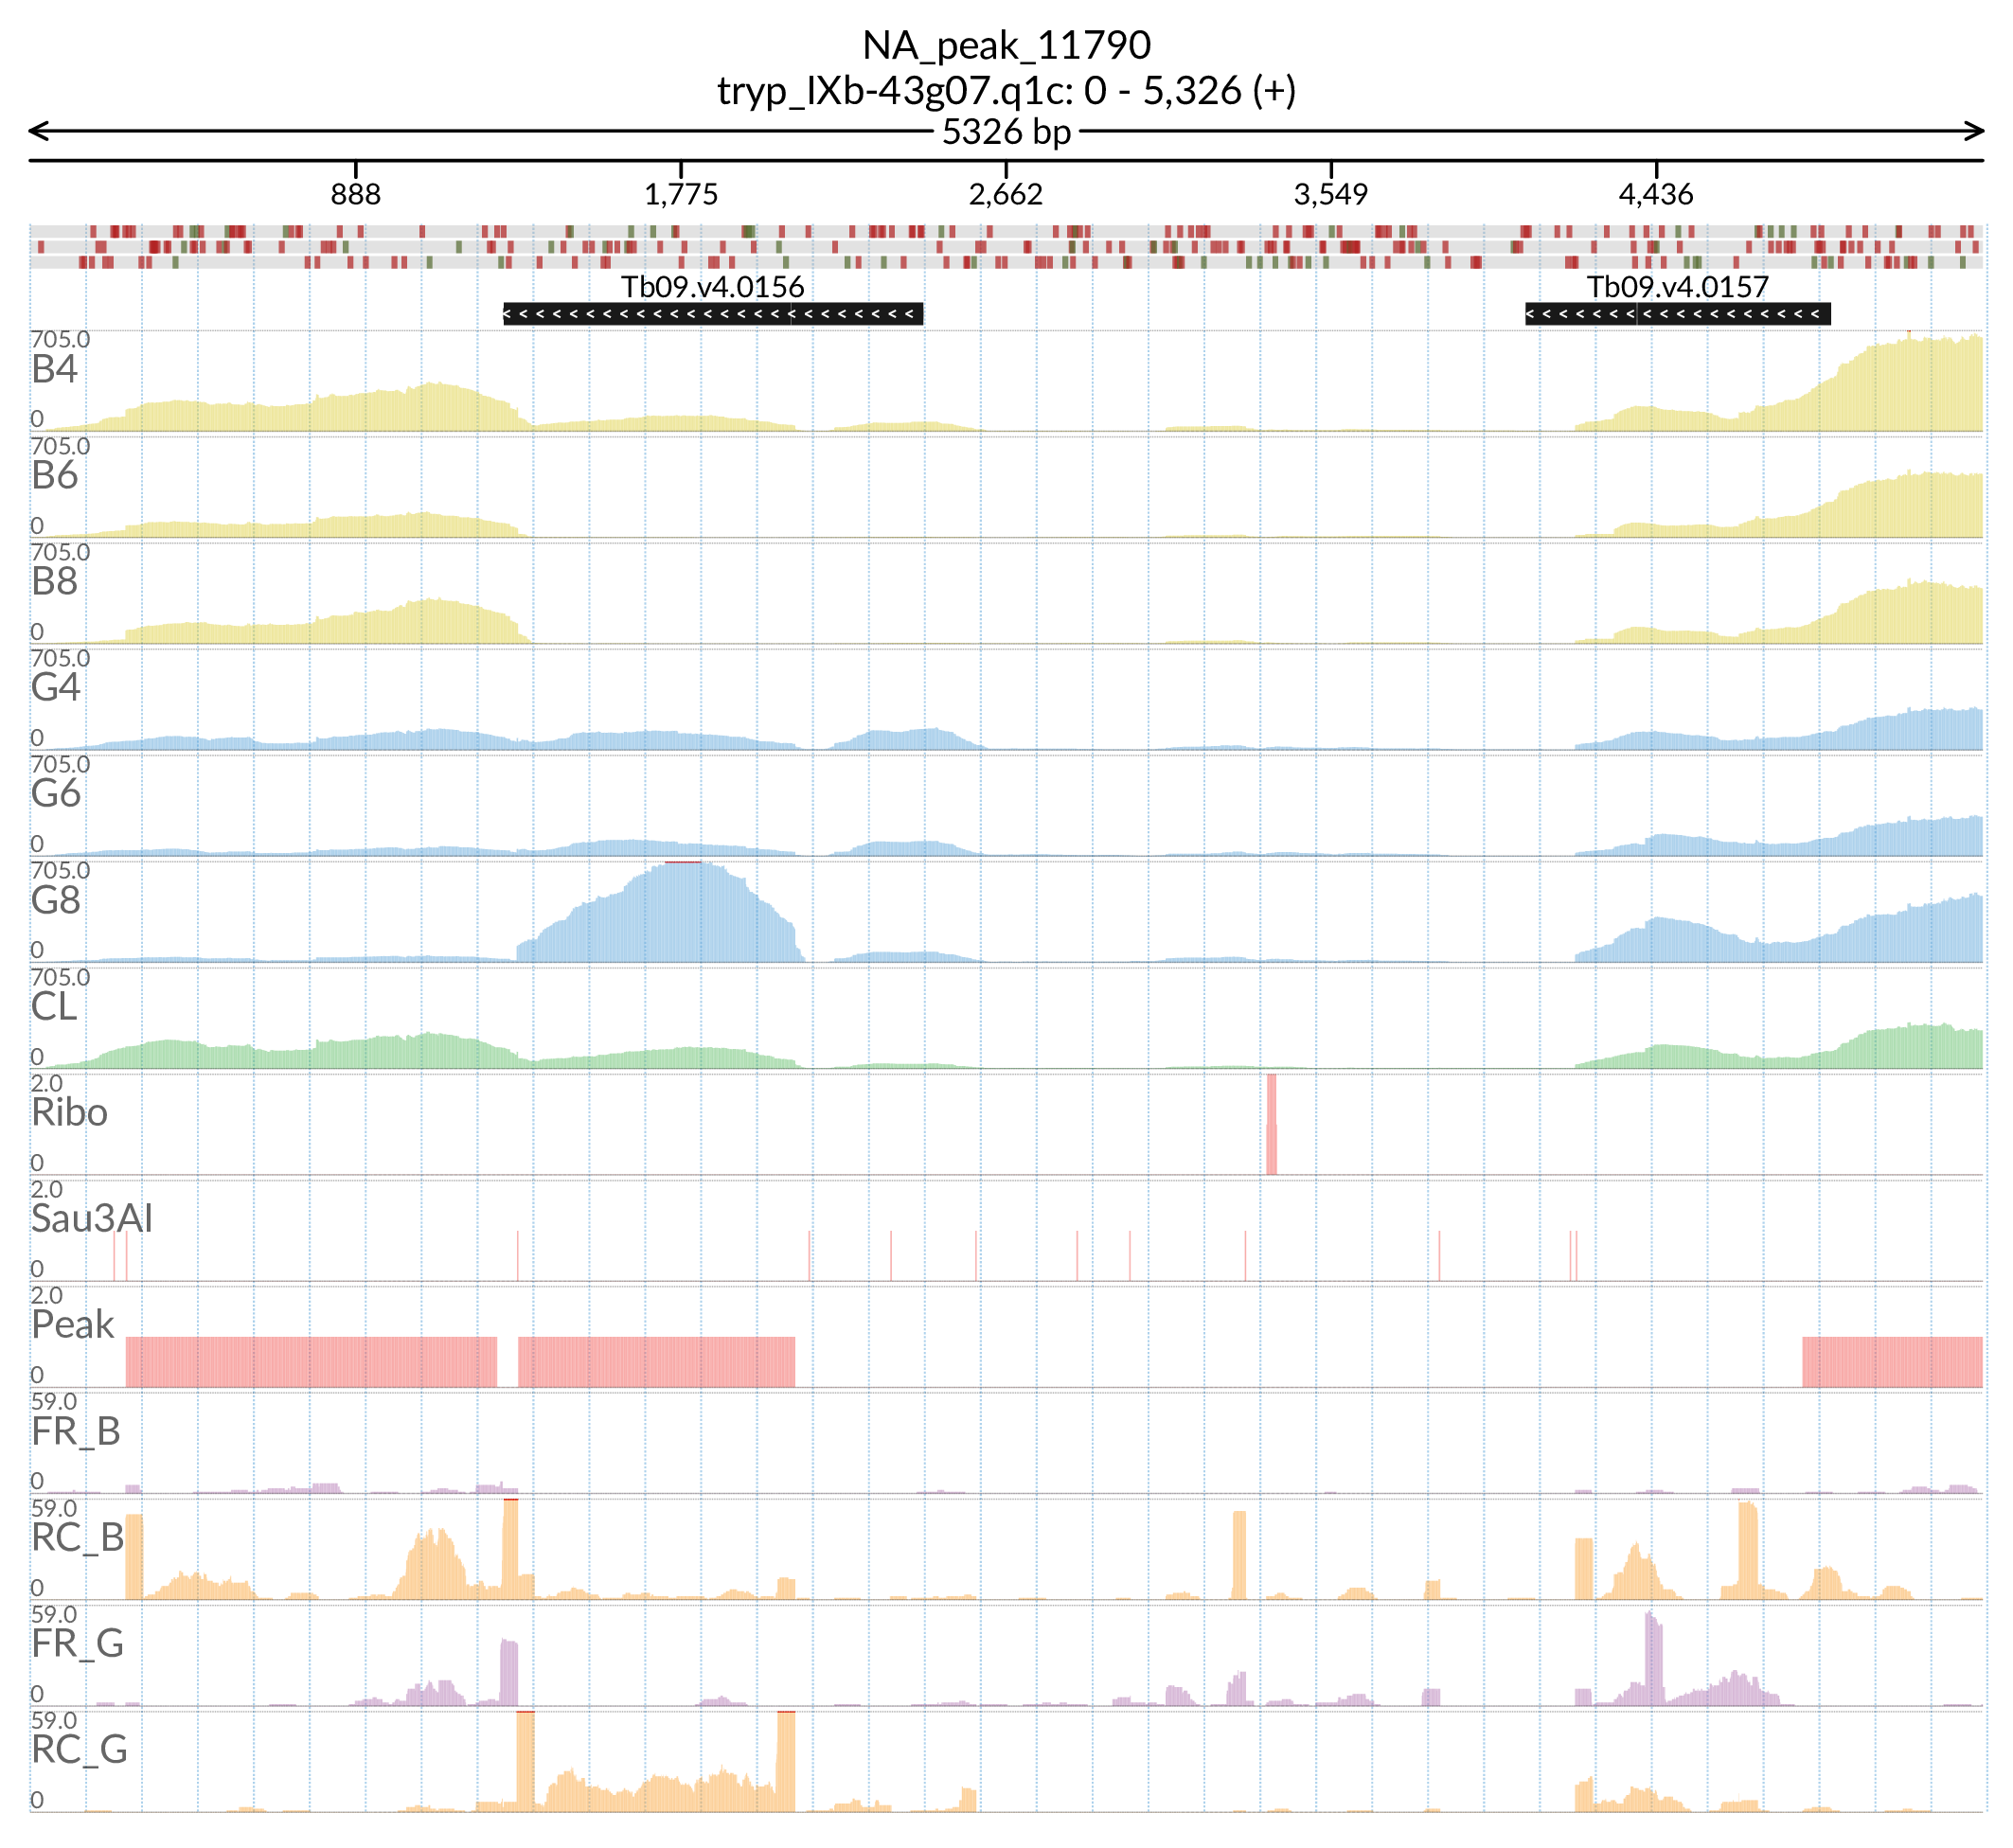 NA_peak_11790
tryp_IXb-43g07.q1c: 0 - 5,326 (+)
5326 bp
888 1,775 2,662 3,549 4,436
Tb09.v4.0156 Tb09.v4.0157
705.0
B4
0
705.0
B6
0
705.0
B8
0
705.0
G4
0
705.0
G6
0
705.0
G8
0
705.0
CL
0
2.0
Ribo
0
2.0
Sau3AI
0
2.0
Peak
0
59.0
FR_B
0
59.0
RC_B
0
59.0
FR_G
0
59.0
RC_G
0